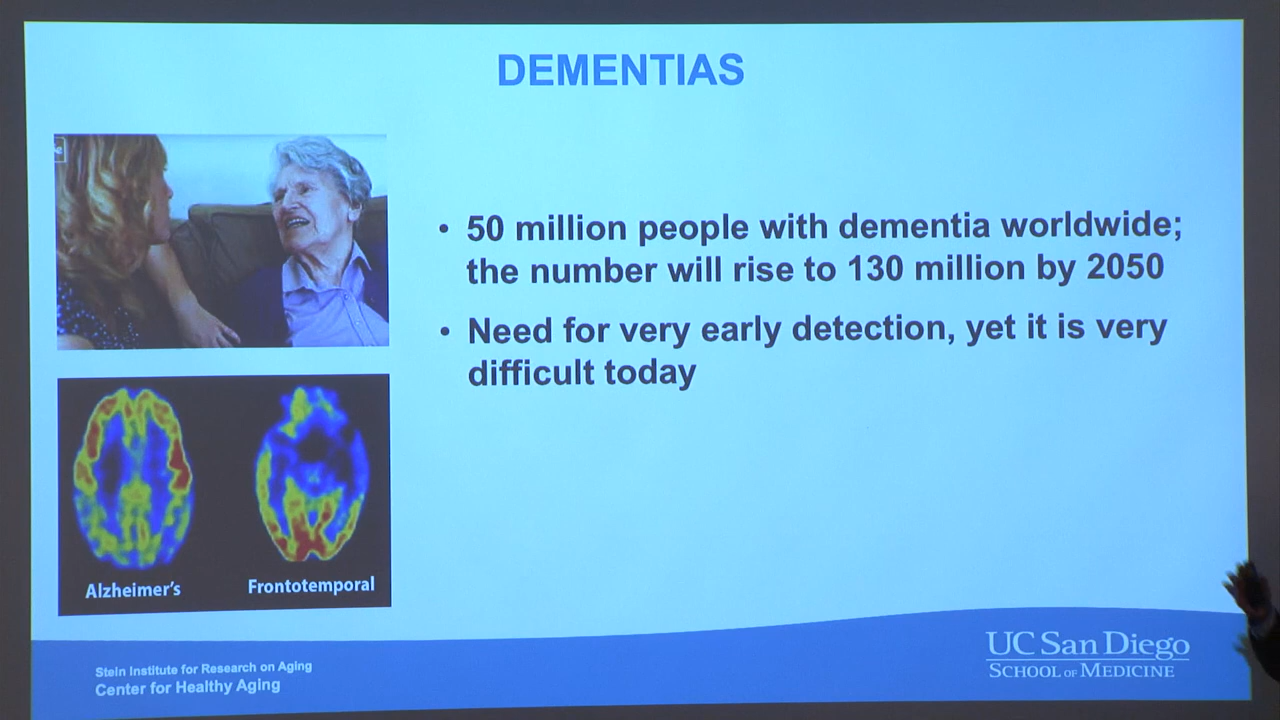 DEMENTIAS
• 50 million people with dementia worldwide;
the number will rise to 130 million by 2050
• Need for very early detection, yet it is very
difficult today
Alzheimer's
Frontotemporal
Stein Institute for Research on Aging
Center for Healthy Aging
UC San Diego
SCHOOL OF MEDICINE